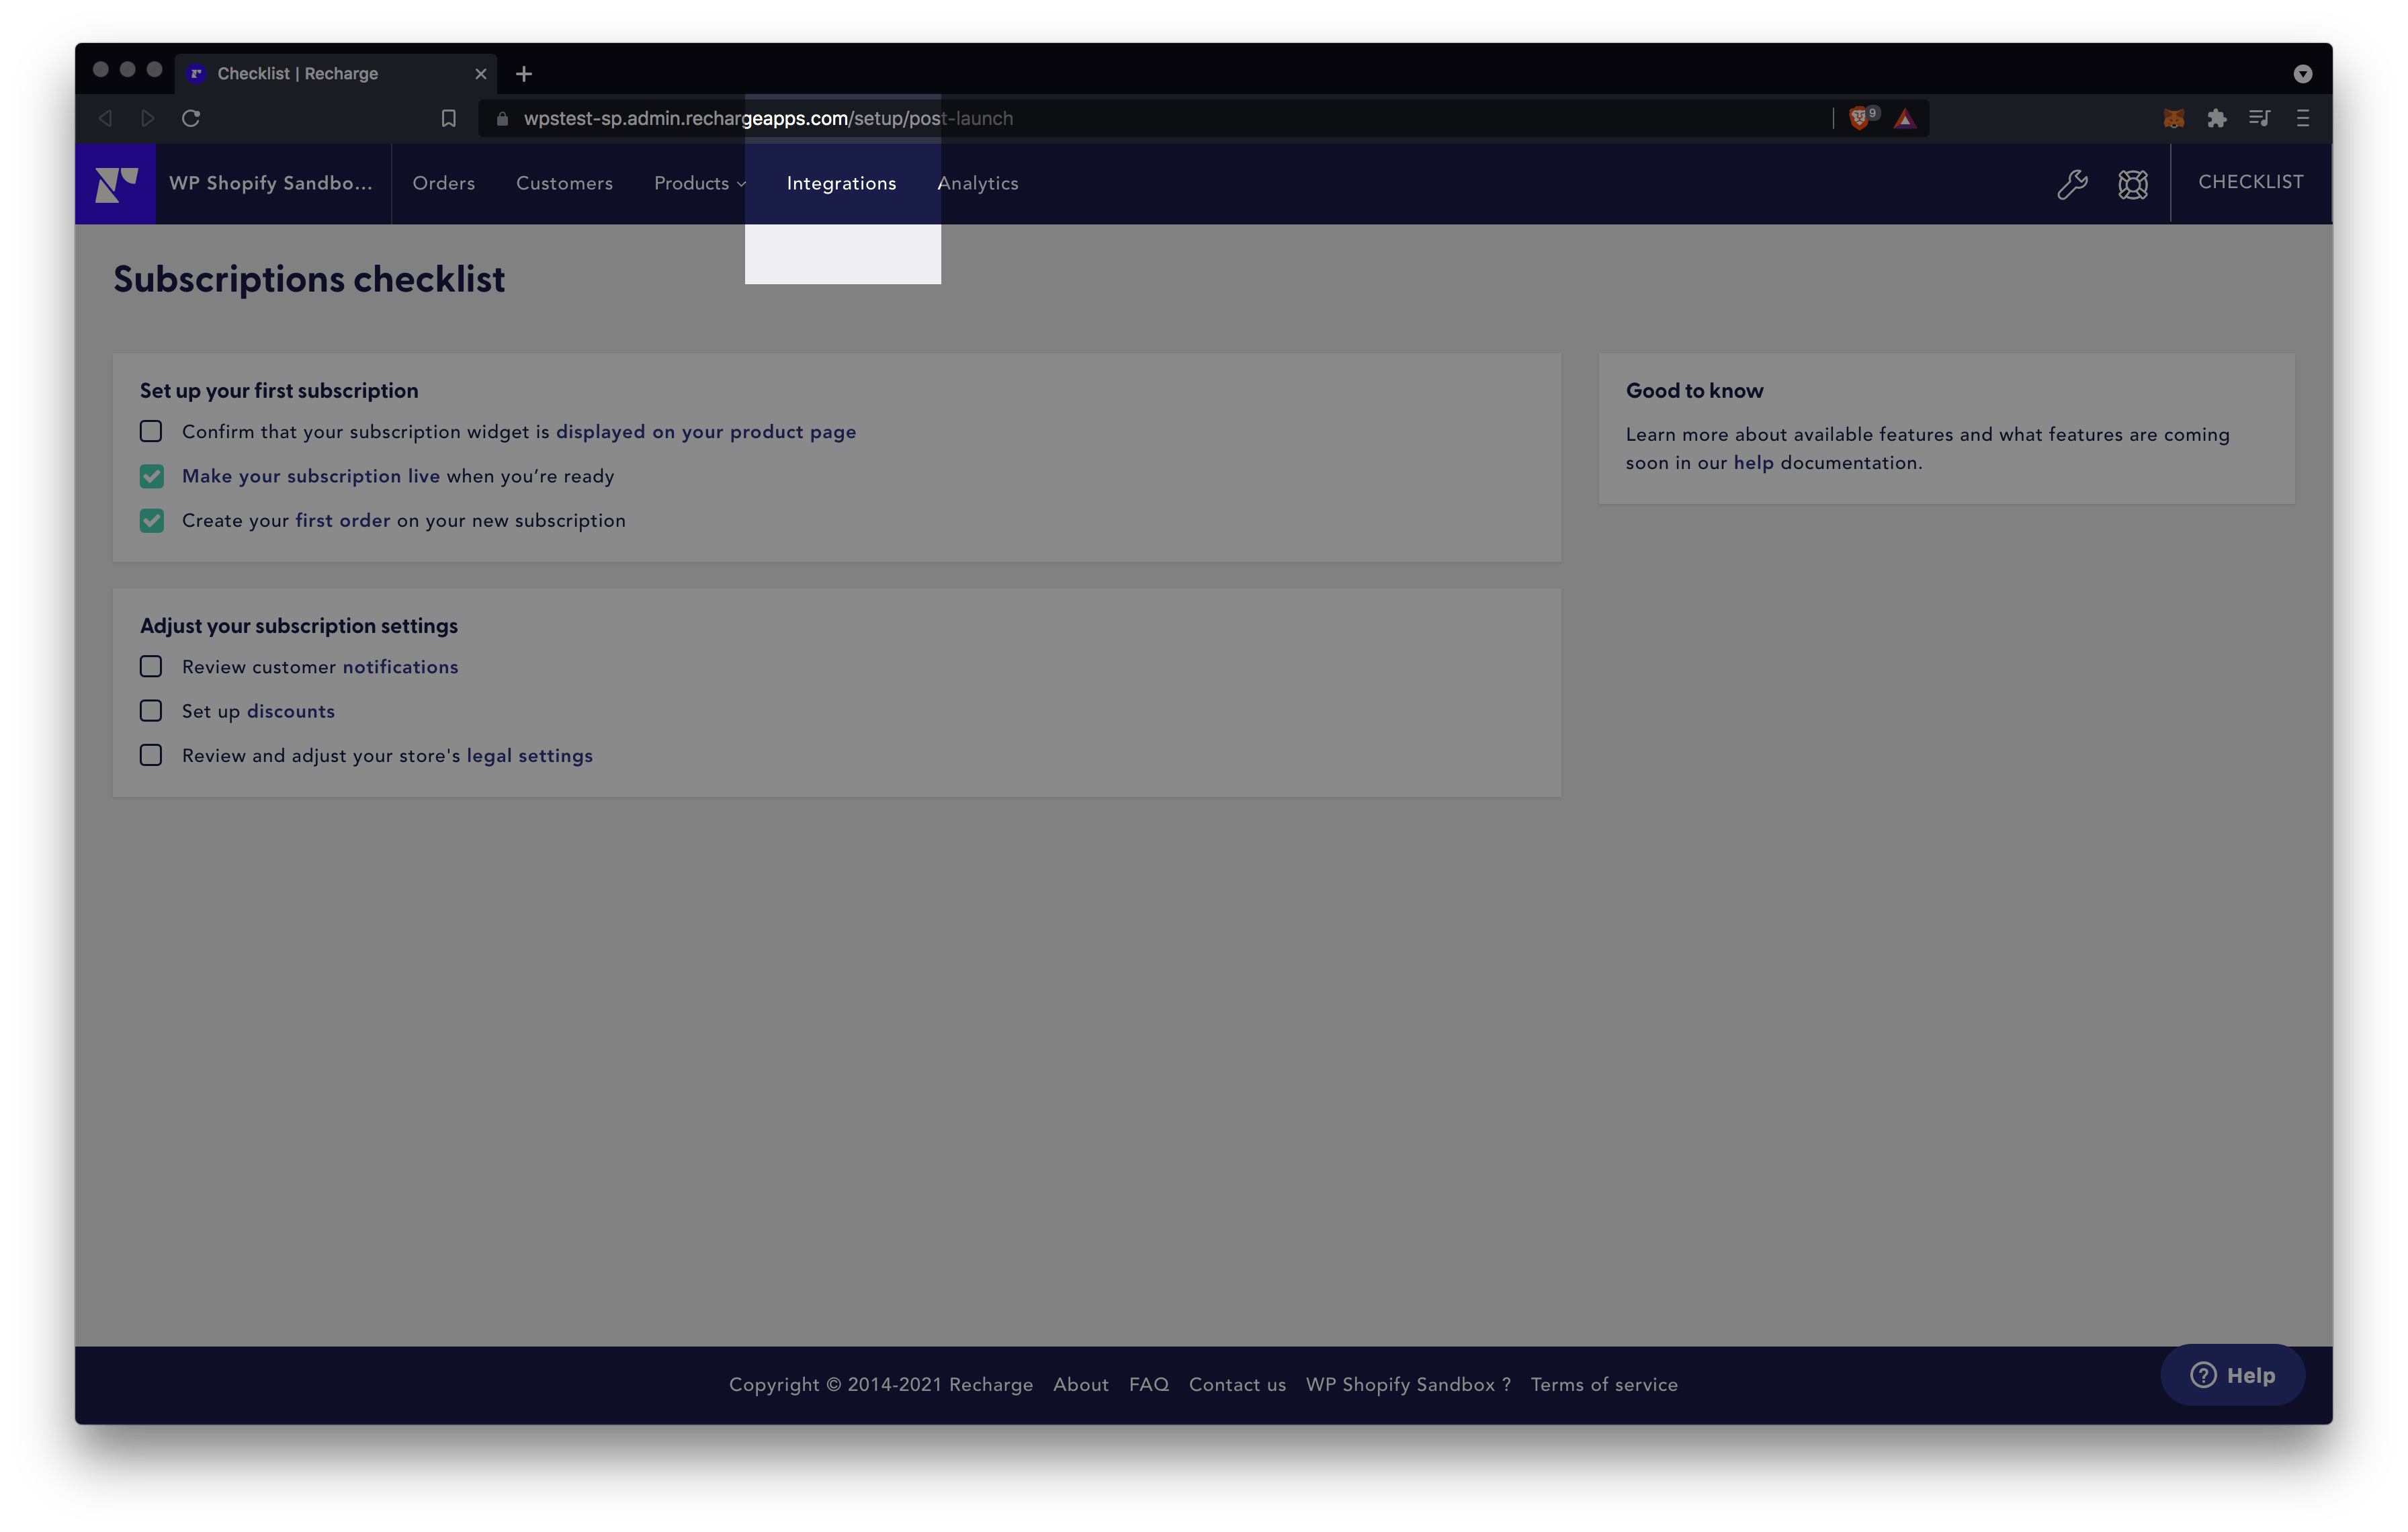 Checklist | Recharge
wpstest-sp.admin.rechargeapps.com/setup/post-launch
9
WP Shopify Sandbo...
Orders
Customers
Products
Integrations
Analytics
CHECKLIST
Subscriptions checklist
Set up your first subscription
Confirm that your subscription widget is displayed on your product page
Make your subscription live when you’re ready
Create your first order on your new subscription
Good to know
Learn more about available features and what features are coming
soon in our help documentation.
Adjust your subscription settings
Review customer notifications
Set up discounts
Review and adjust your store's legal settings
Copyright © 2014-2021 Recharge About FAQ Contact us WP Shopify Sandbox ? Terms of service
? Help